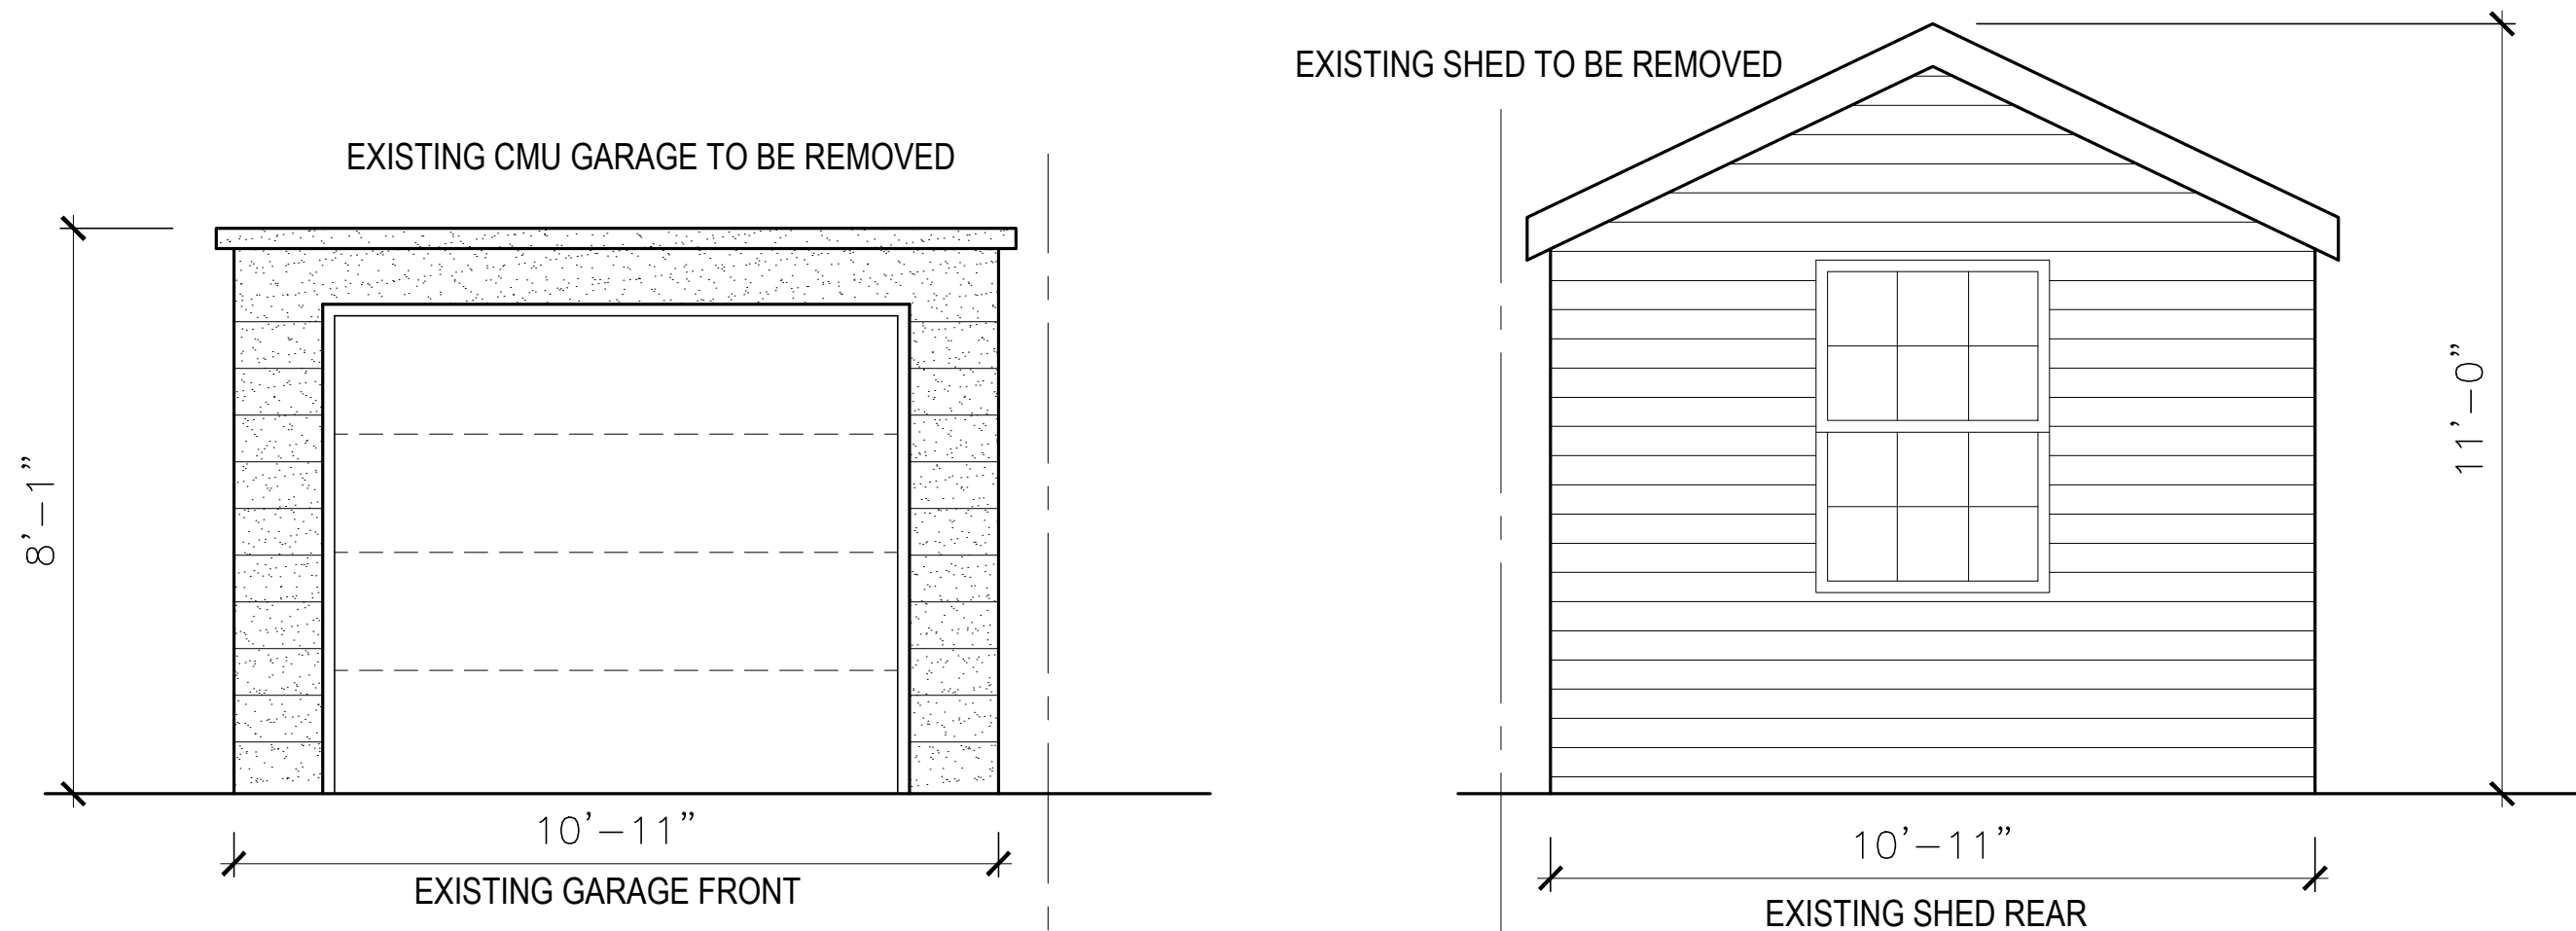 EXISTING SHED TO BE REMOVED
EXISTING CMU GARAGE TO BE REMOVED
8'-1"
11'-0"
10'-11"
10'-11"
EXISTING GARAGE FRONT
EXISTING SHED REAR